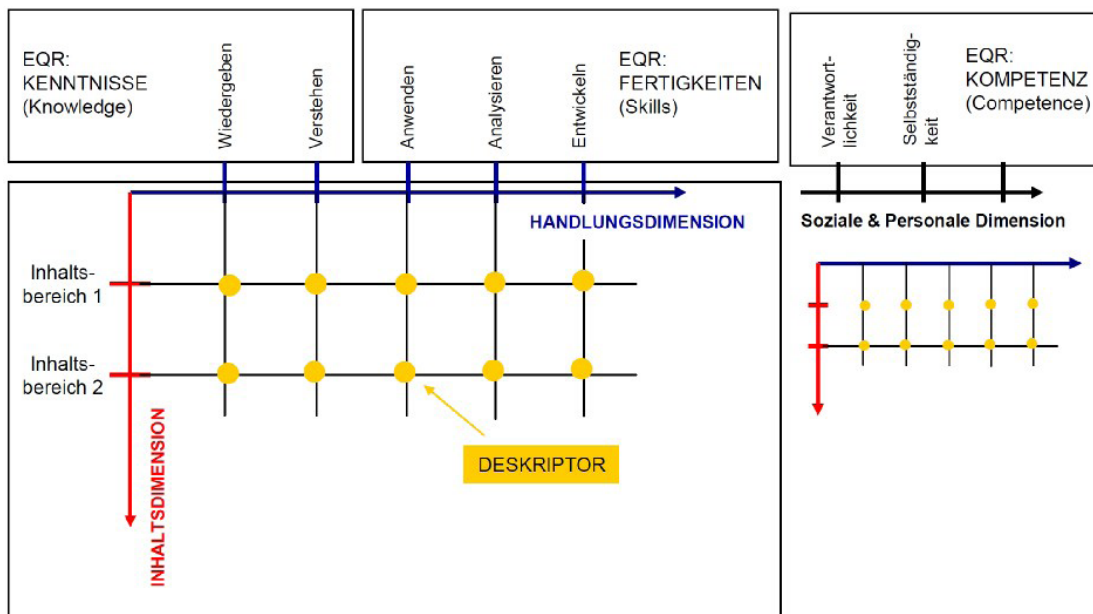 EQR:
KENNTNISSE
(Knowledge)
Wiedergeben
Verstehen
Anwenden
Analysieren
Entwickeln
EQR:
FERTIGKEITEN
(Skills)
Verantwort-
lichkeit
Selbstständig-
keit
EQR:
KOMPETENZ
(Competence)
HANDLUNGSDIMENSION
Soziale & Personale Dimension
Inhalts-
bereich 1
Inhalts-
bereich 2
DESKRIPTOR
INHALTSDIMENSION